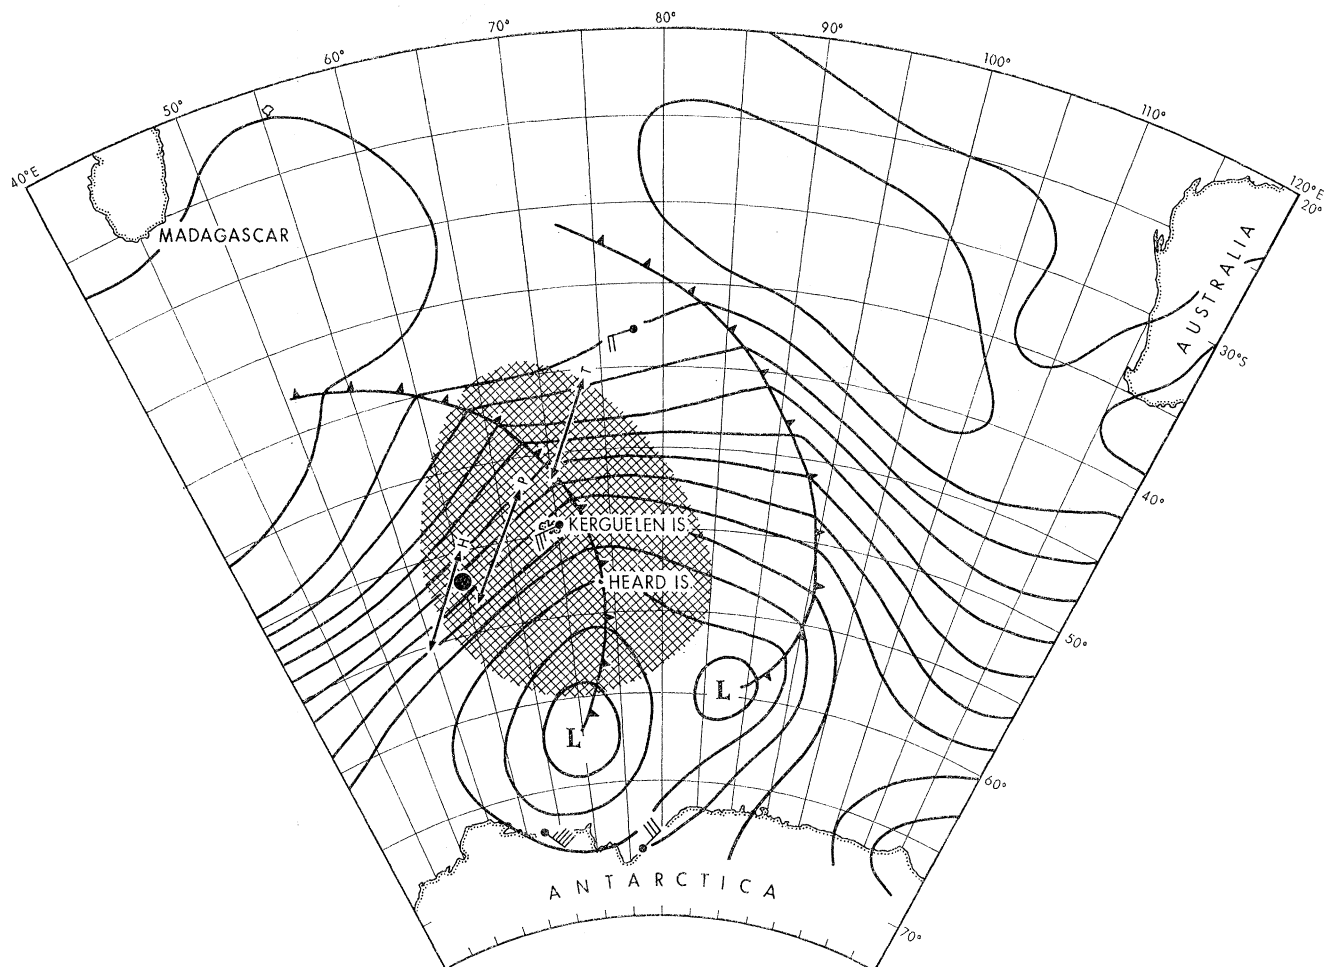 80°
70°
90°
60°
100°
50°
110°
40°E
120°E
20°
MADAGASCAR
AUSTRALIA
30°S
T
P
40°
KERGUELEN IS
H
HEARD IS
50°
L
L
60°
ANTARCTICA
70°